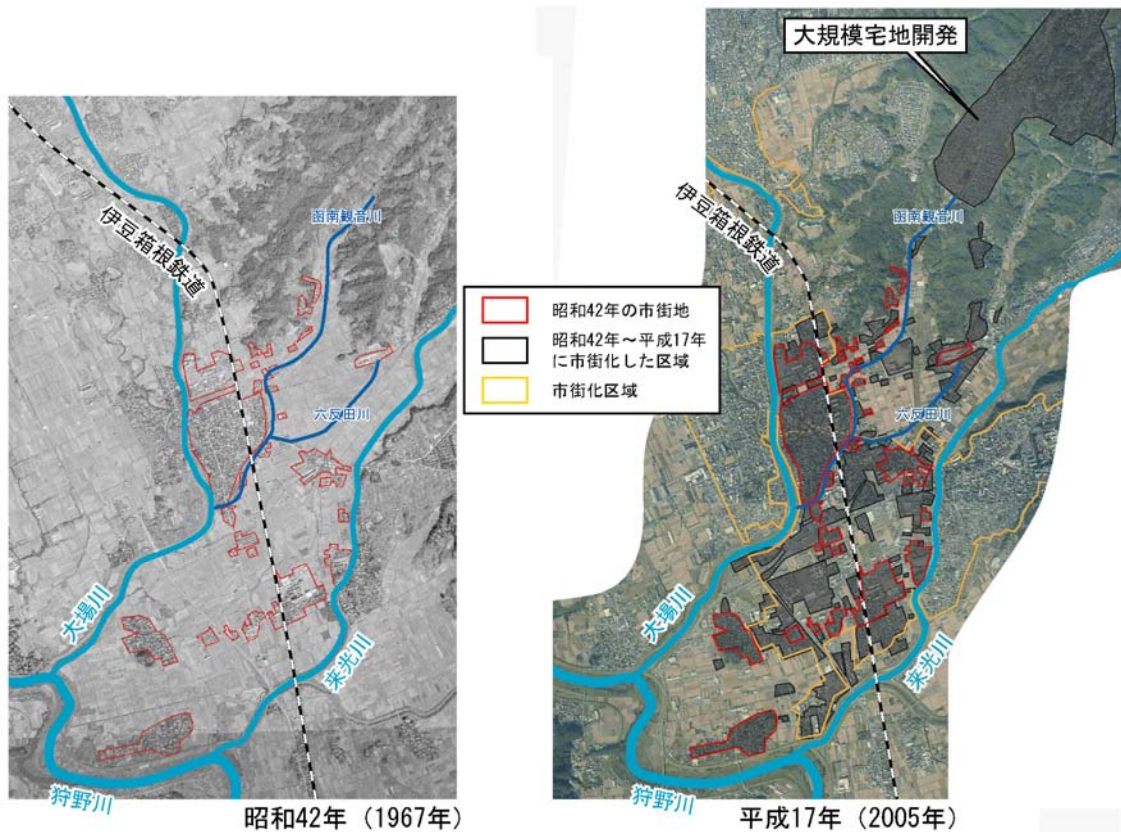 大規模宅地開発
伊豆箱根鉄道
函南観音川
六反田川
大場川
来光川
狩野川
昭和42年（1967年）
昭和42年の市街地
昭和42年～平成17年
に市街化した区域
市街化区域
伊豆箱根鉄道
函南観音川
六反田川
大場川
来光川
狩野川
平成17年（2005年）